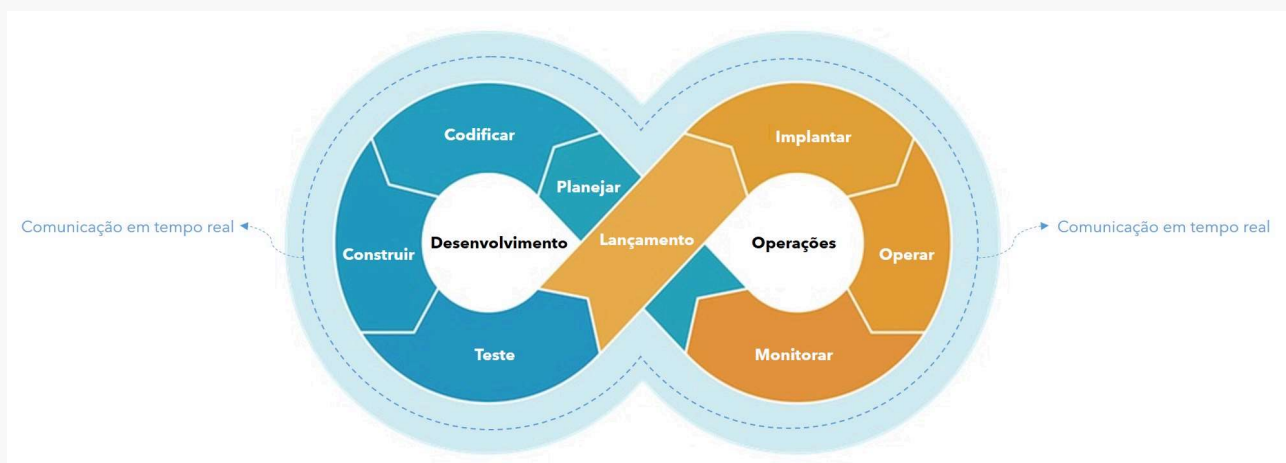 Codificar
Implantar
Planejar
Comunicação em tempo real
Comunicação em tempo real
Desenvolvimento
Lançamento
Operações
Construir
Operar
Teste
Monitorar